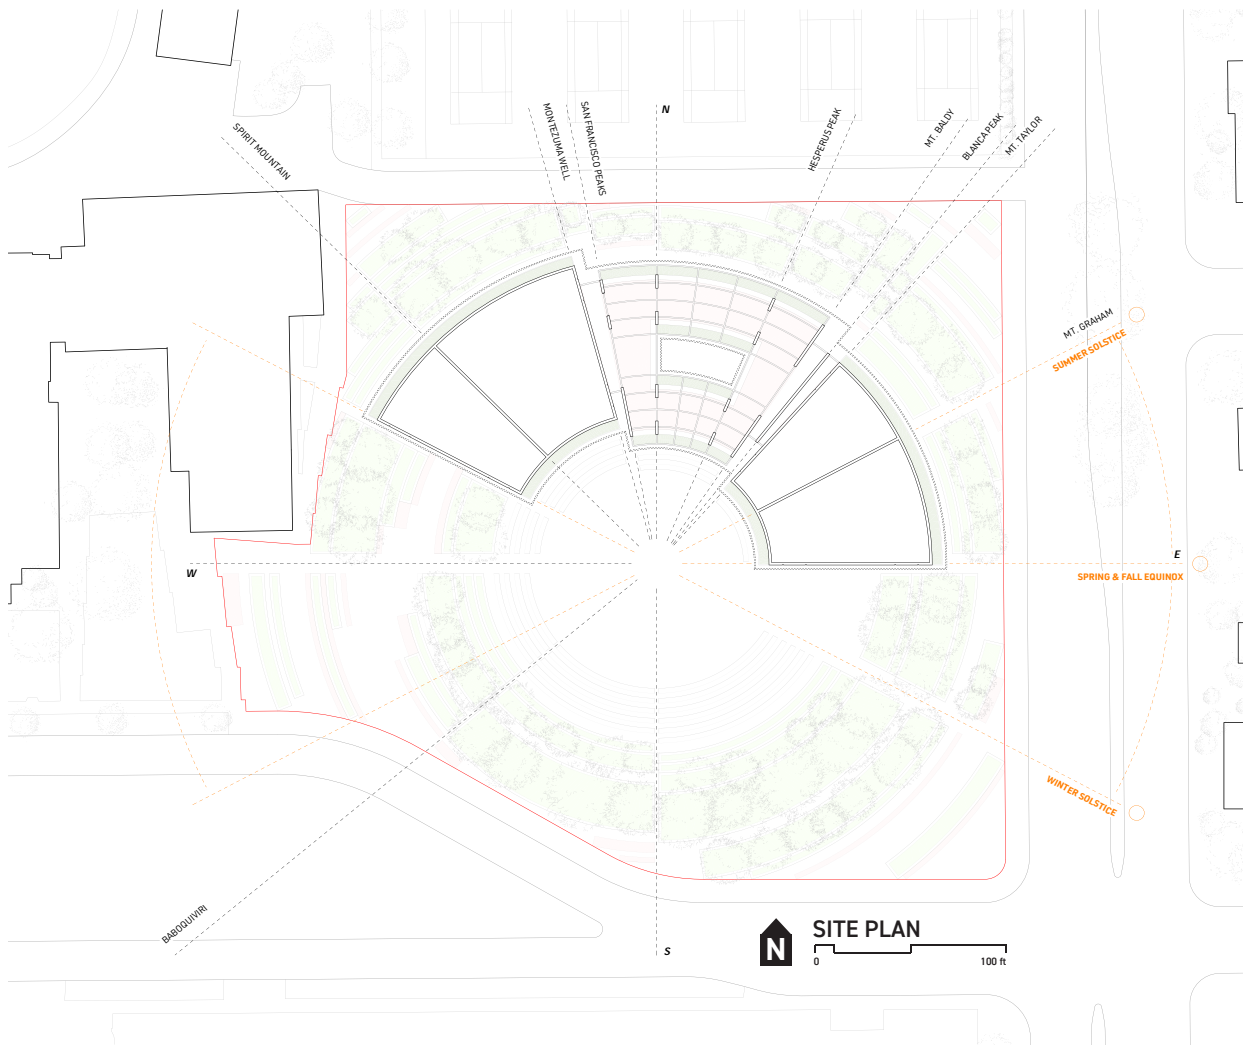 N
SPIRIT MOUNTAIN
MONTEZUMA WELL
SAN FRANCISCO PEAKS
HESPERUS PEAK
MT. BALDY
BLANCA PEAK
MT. TAYLOR
MT. GRAHAM
SUMMER SOLSTICE
W
E
SPRING & FALL EQUINOX
WINTER SOLSTICE
BABOQUIVIRI
S
N
SITE PLAN
0
100 ft